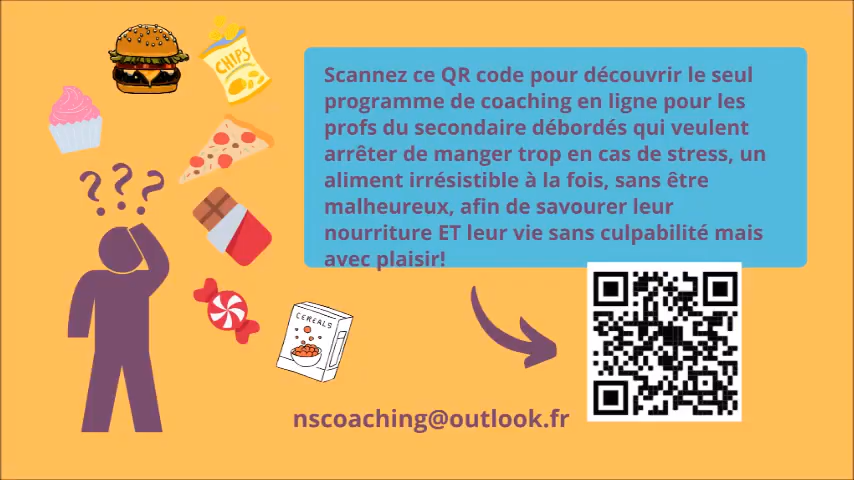 CHIPS
Scannez ce QR code pour découvrir le seul
programme de coaching en ligne pour les
profs du secondaire débordés qui veulent
arrêter de manger trop en cas de stress, un
aliment irrésistible à la fois, sans être
malheureux, afin de savourer leur
nourriture ET leur vie sans culpabilité mais
avec plaisir!
???
CEREALS
nscoaching@outlook.fr